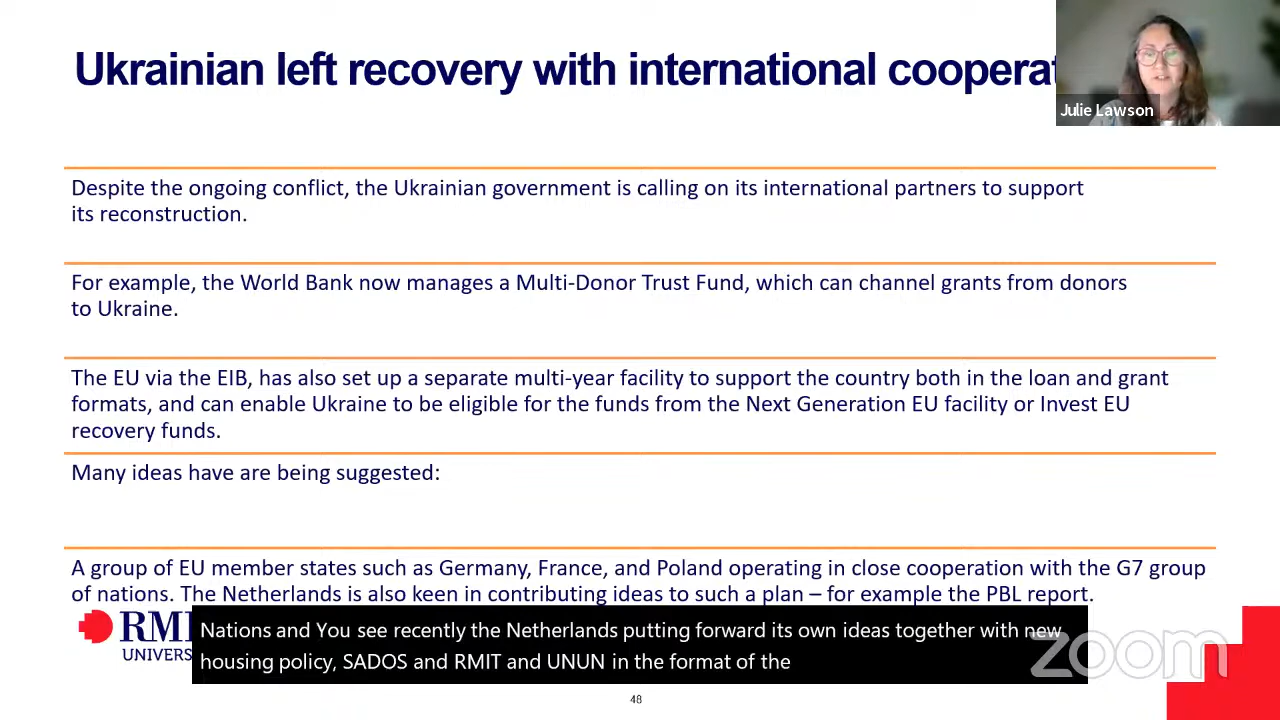 Ukrainian left recovery with international cooperat
Julie Lawson
Despite the ongoing conflict, the Ukrainian government is calling on its international partners to support
its reconstruction.
For example, the World Bank now manages a Multi-Donor Trust Fund, which can channel grants from donors
to Ukraine.
The EU via the EIB, has also set up a separate multi-year facility to support the country both in the loan and grant
formats, and can enable Ukraine to be eligible for the funds from the Next Generation EU facility or Invest EU
recovery funds.
Many ideas have are being suggested:
A group of EU member states such as Germany, France, and Poland operating in close cooperation with the G7 group
of nations. The Netherlands is also keen in contributing ideas to such a plan – for example the PBL report.
RMI
UNIVERS
Nations and You see recently the Netherlands putting forward its own ideas together with new
housing policy, SADOS and RMIT and UNUN in the format of the
zoom
48